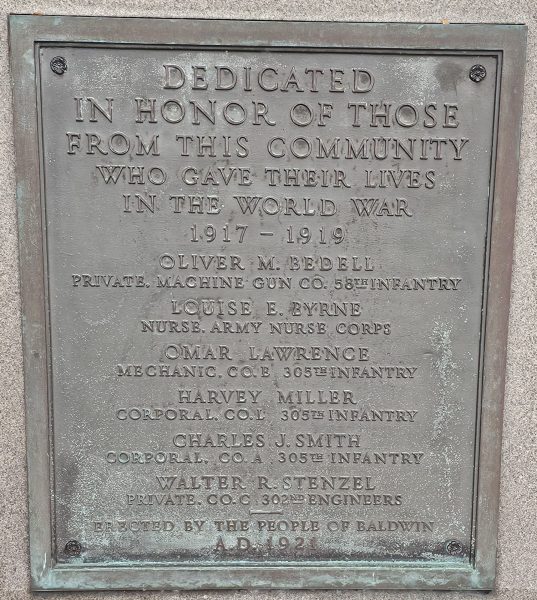 DEDICATED
IN HONOR OF THOSE
FROM THIS COMMUNITY
WHO GAVE THEIR LIVES
IN THE WORLD WAR
1917 - 1919
OLIVER M. BEDELL
PRIVATE. MACHINE GUN CO. 58TH INFANTRY
LOUISE E. BYRNE
NURSE. ARMY NURSE CORPS
OMAR LAWRENCE
MECHANIC. CO. E 305TH INFANTRY
HARVEY MILLER
CORPORAL. CO. L 305TH INFANTRY
CHARLES J. SMITH
CORPORAL. CO. A 305TH INFANTRY
WALTER R. STENZEL
PRIVATE. CO. C 302ND ENGINEERS
ERECTED BY THE PEOPLE OF BALDWIN
A.D. 1921